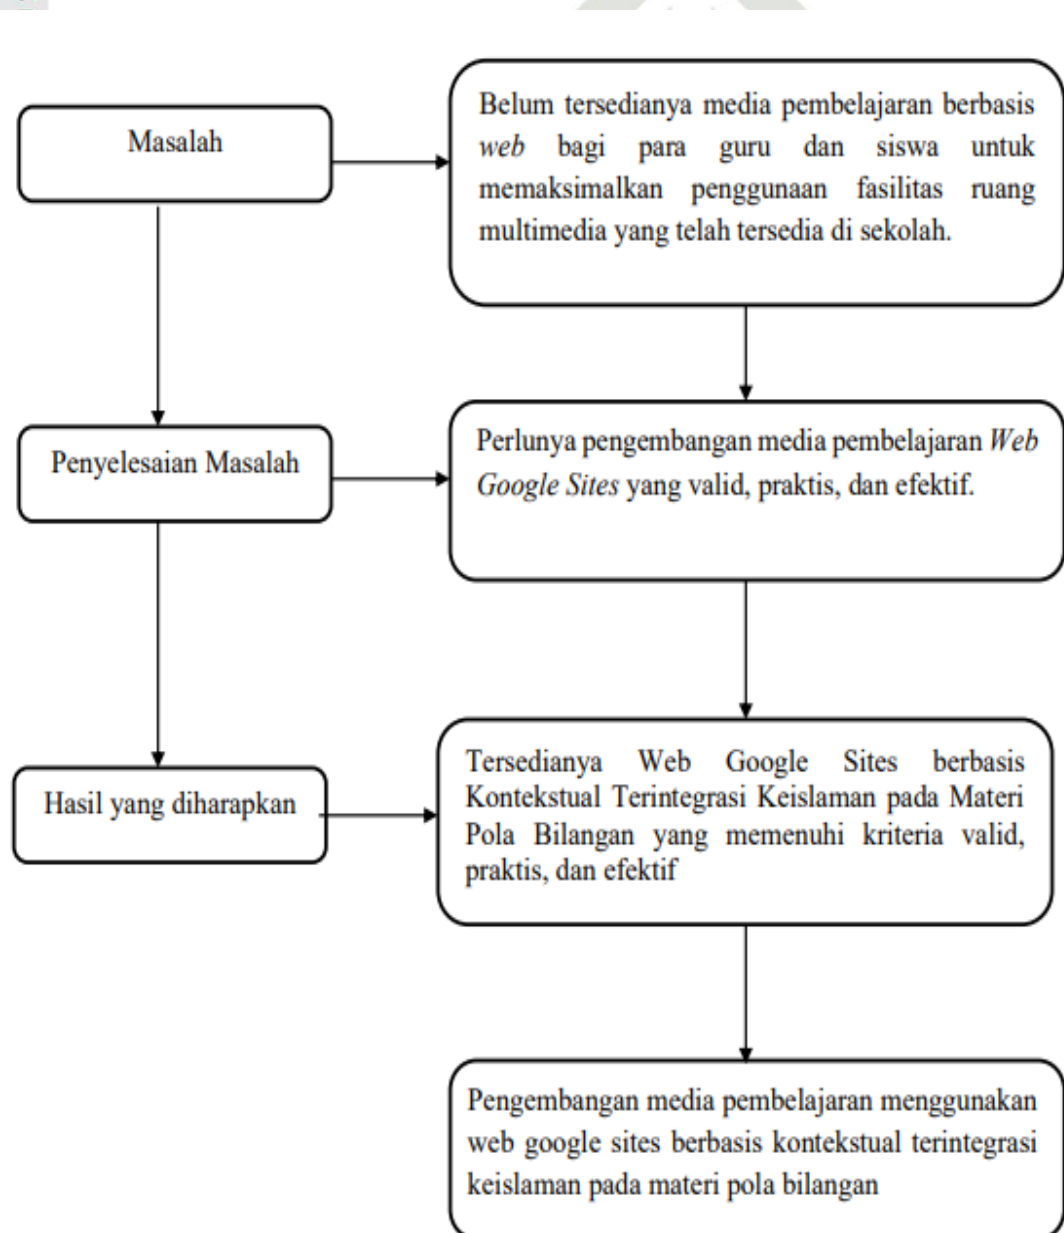 Masalah
Belum tersedianya media pembelajaran berbasis
web bagi para guru dan siswa untuk
memaksimalkan penggunaan fasilitas ruang
multimedia yang telah tersedia di sekolah.
Penyelesaian Masalah
Perlunya pengembangan media pembelajaran Web
Google Sites yang valid, praktis, dan efektif.
Hasil yang diharapkan
Tersedianya Web Google Sites berbasis
Kontekstual Terintegrasi Keislaman pada Materi
Pola Bilangan yang memenuhi kriteria valid,
praktis, dan efektif
Pengembangan media pembelajaran menggunakan
web google sites berbasis kontekstual terintegrasi
keislaman pada materi pola bilangan